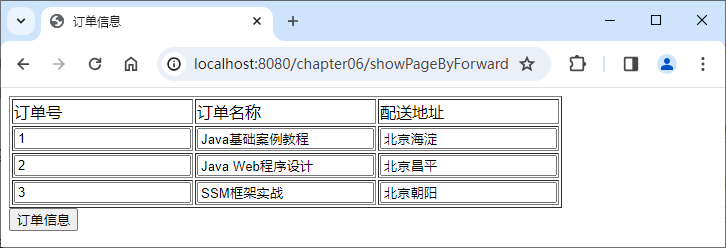 订单信息
localhost:8080/chapter06/showPageByForward
订单号 订单名称 配送地址
1 Java基础案例教程 北京海淀
2 Java Web程序设计 北京昌平
3 SSM框架实战 北京朝阳
订单信息